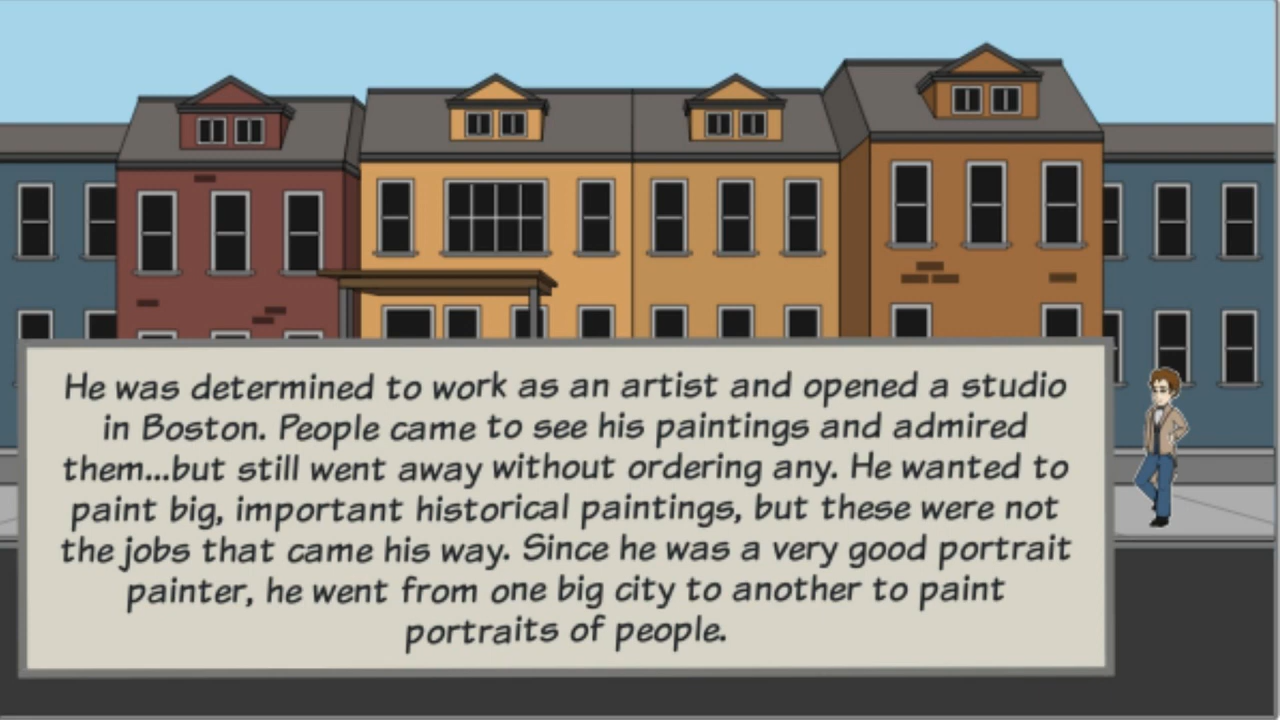 He was determined to work as an artist and opened a studio
in Boston. People came to see his paintings and admired
them...but still went away without ordering any. He wanted to
paint big, important historical paintings, but these were not
the jobs that came his way. Since he was a very good portrait
painter, he went from one big city to another to paint
portraits of people.